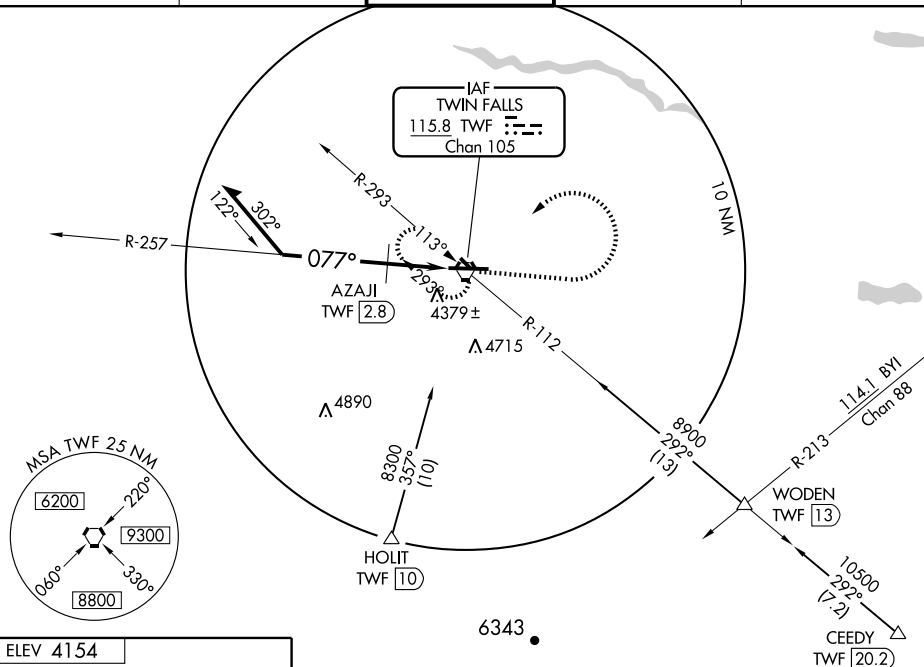 IAF
TWIN FALLS
115.8 TWF
Chan 105
10 NM
R-293
122°
302°
R-257
077°
113°
293°
AZAJI
TWF 2.8
4379±
4715
R-112
4890
114.1 BYI
Chan 88
R-213
8900
292°
(13)
8300
357°
(10)
WODEN
TWF 13
HOLIT
TWF 10
10500
292°
(7.2)
CEEDY
TWF 20.2
6343
MSA TWF 25 NM
6200
220°
9300
060°
330°
8800
ELEV 4154